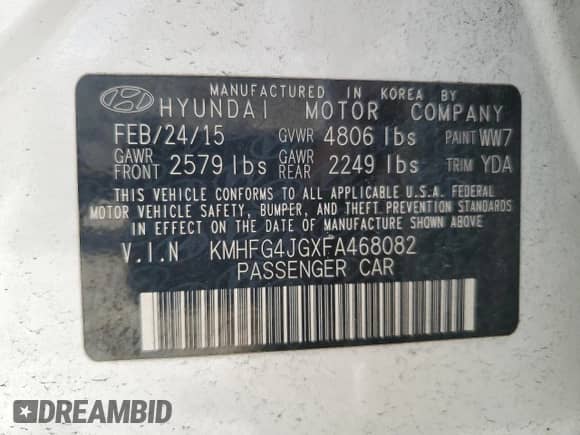 MANUFACTURED IN KOREA BY
HYUNDAI MOTOR COMPANY
FEB/24/15 GVWR 4806 lbs PAINT WW7
GAWR FRONT 2579 lbs GAWR REAR 2249 lbs TRIM YDA
THIS VEHICLE CONFORMS TO ALL APPLICABLE U.S.A. FEDERAL
MOTOR VEHICLE SAFETY, BUMPER, AND THEFT PREVENTION STANDARDS
IN EFFECT ON THE DATE OF MANUFACTURE SHOWN ABOVE.
V.I.N KMHFG4JGXFA468082
PASSENGER CAR
DREAMBID